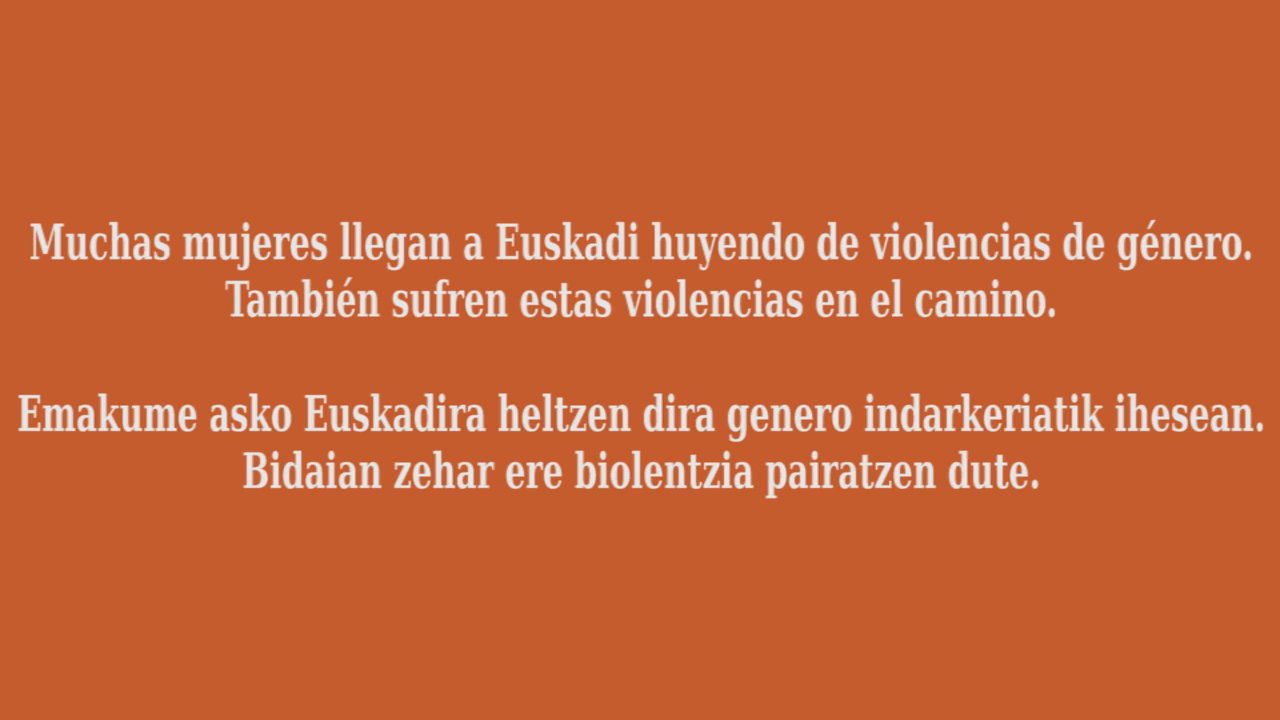 Muchas mujeres llegan a Euskadi huyendo de violencias de género.
También sufren estas violencias en el camino.
Emakume asko Euskadira heltzen dira genero indarkeriatik ihesean.
Bidaian zehar ere biolentzia pairatzen dute.